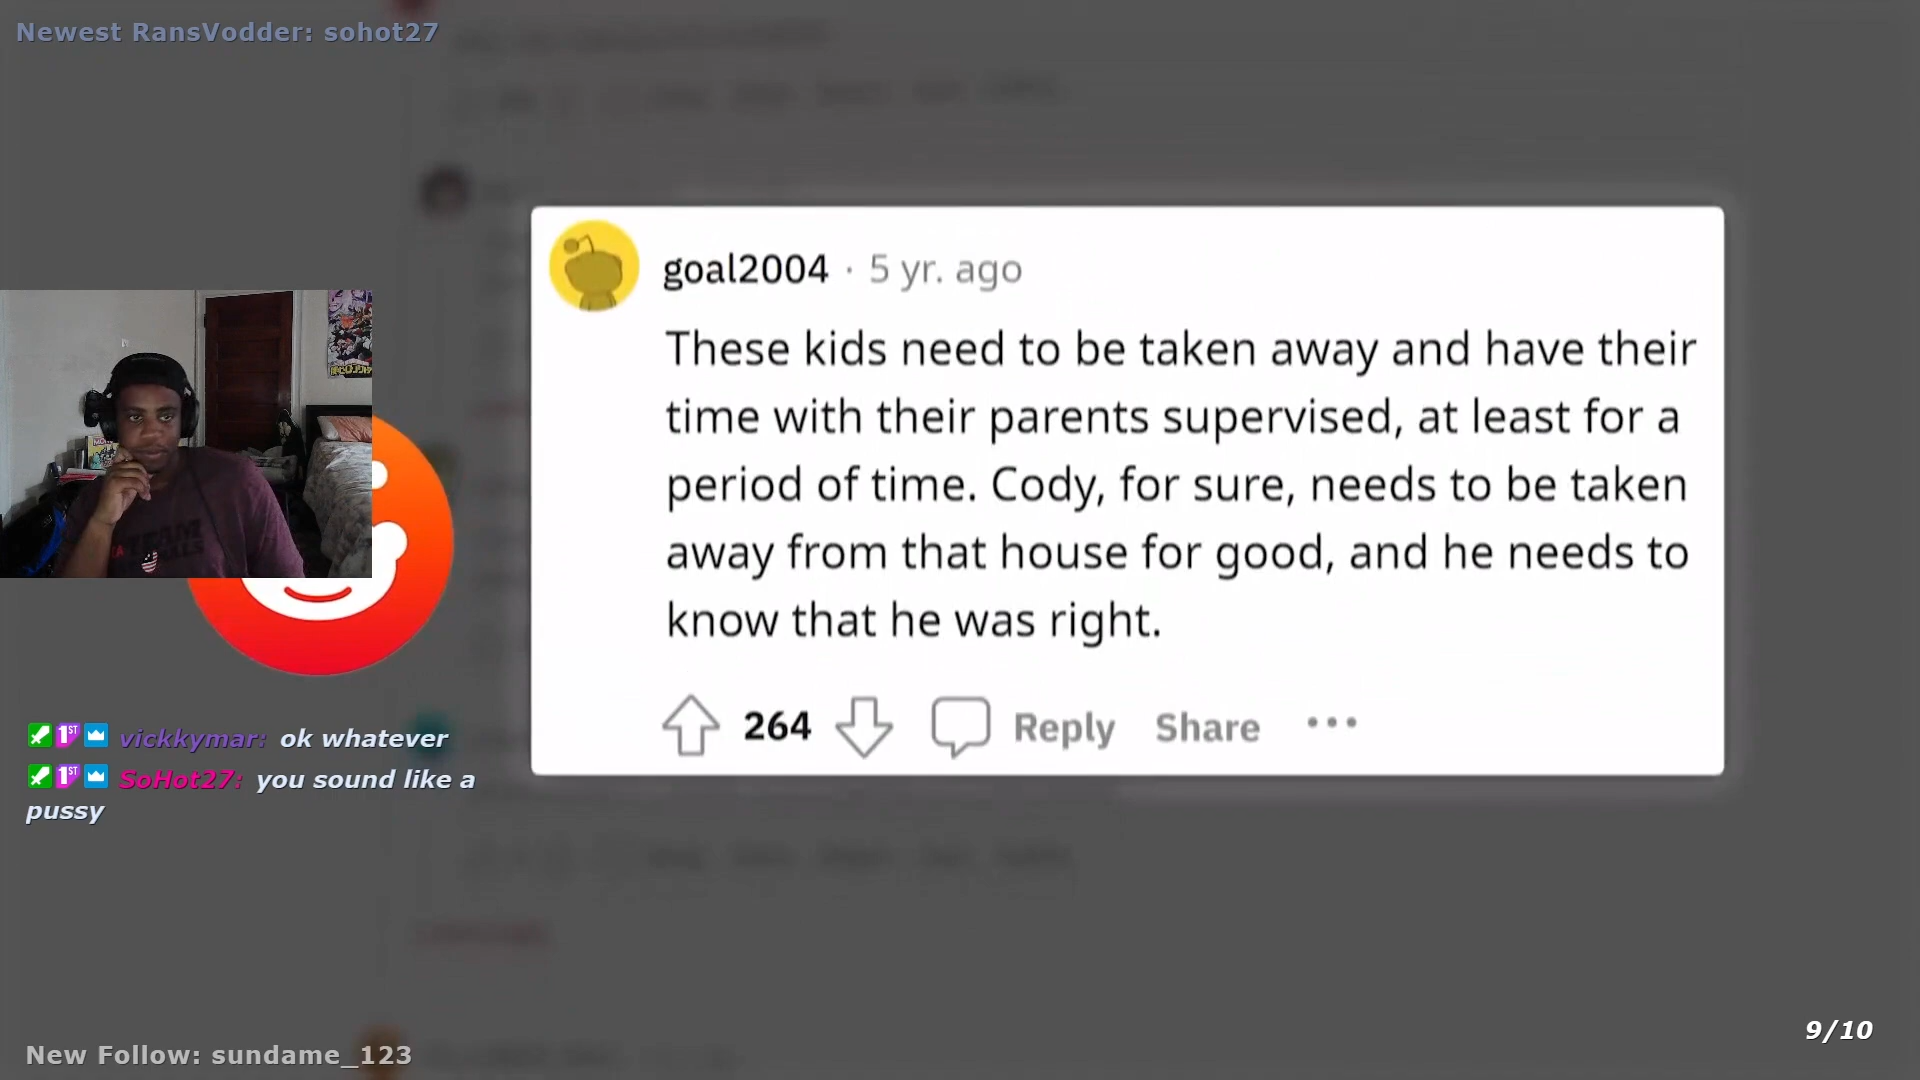 Newest RansVodder: sohot27
goal2004 · 5 yr. ago
These kids need to be taken away and have their
time with their parents supervised, at least for a
period of time. Cody, for sure, needs to be taken
away from that house for good, and he needs to
know that he was right.
264 Reply Share •••
1ST vickkymar: ok whatever
1ST SoHot27: you sound like a
pussy
9/10
New Follow: sundame_123